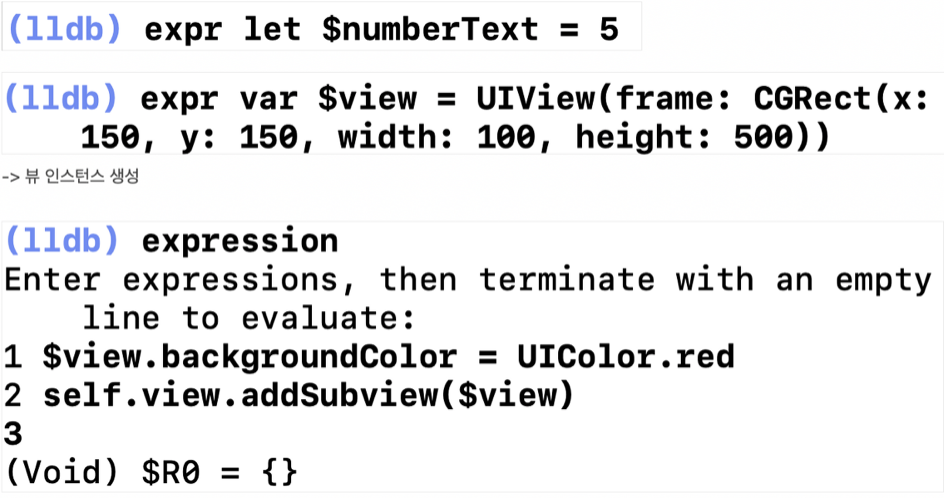 (lldb) expr let $numberText = 5
(lldb) expr var $view = UIView(frame: CGRect(x:
150, y: 150, width: 100, height: 500))
-> 뷰 인스턴스 생성
(lldb) expression
Enter expressions, then terminate with an empty
line to evaluate:
1 $view.backgroundColor = UIColor.red
2 self.view.addSubview($view)
3
(Void) $R0 = {}